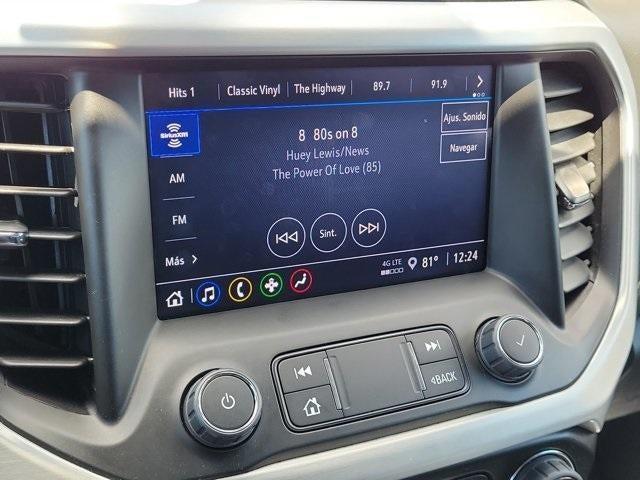 Hits 1 Classic Vinyl The Highway 89.7 91.9
SiriusXM
8 80s on 8
Ajus. Sonido
Huey Lewis/News
Navegar
The Power Of Love (85)
AM
FM
Sint.
Más
4G LTE
81° 12:24
BACK